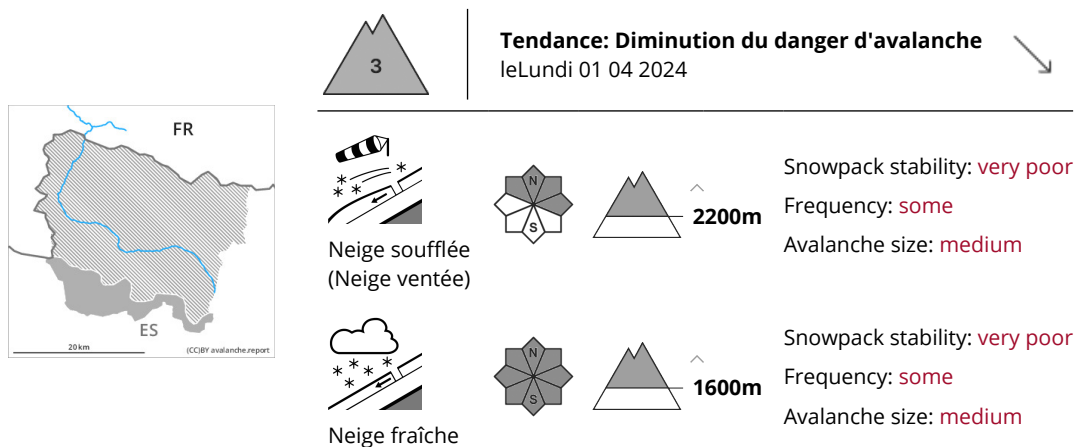 3
Tendance: Diminution du danger d'avalanche
leLundi 01 04 2024
FR
ES
20 km
(CC)BY avalanche.report
N
S
2200m
Snowpack stability: very poor
Frequency: some
Avalanche size: medium
Neige soufflée
(Neige ventée)
N
S
1600m
Snowpack stability: very poor
Frequency: some
Avalanche size: medium
Neige fraîche